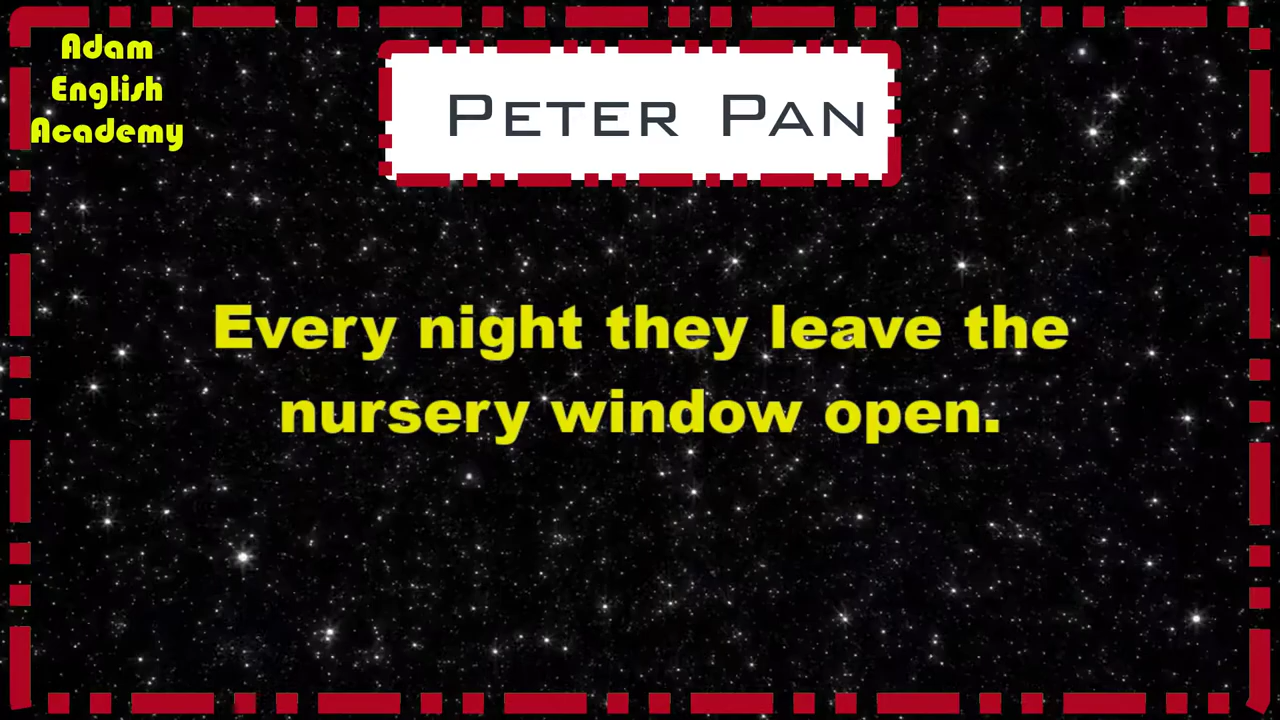 Adam
English
Academy
PETER PAN
Every night they leave the
nursery window open.